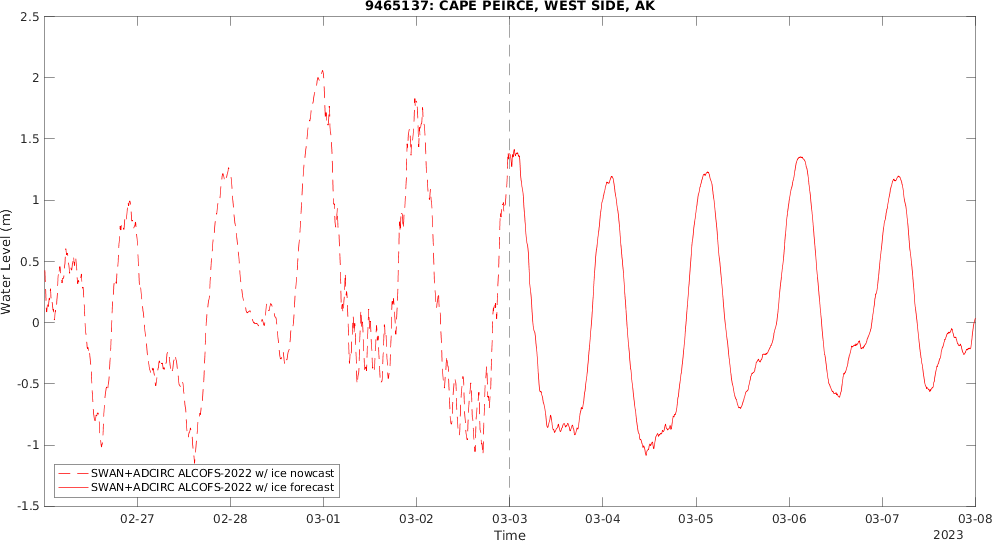 9465137: CAPE PEIRCE, WEST SIDE, AK
2.5
2
1.5
1
0.5
0
-0.5
-1
-1.5
Water Level (m)
SWAN+ADCIRC ALCOFS-2022 w/ ice nowcast
SWAN+ADCIRC ALCOFS-2022 w/ ice forecast
02-27 02-28 03-01 03-02 03-03 03-04 03-05 03-06 03-07 03-08
Time
2023